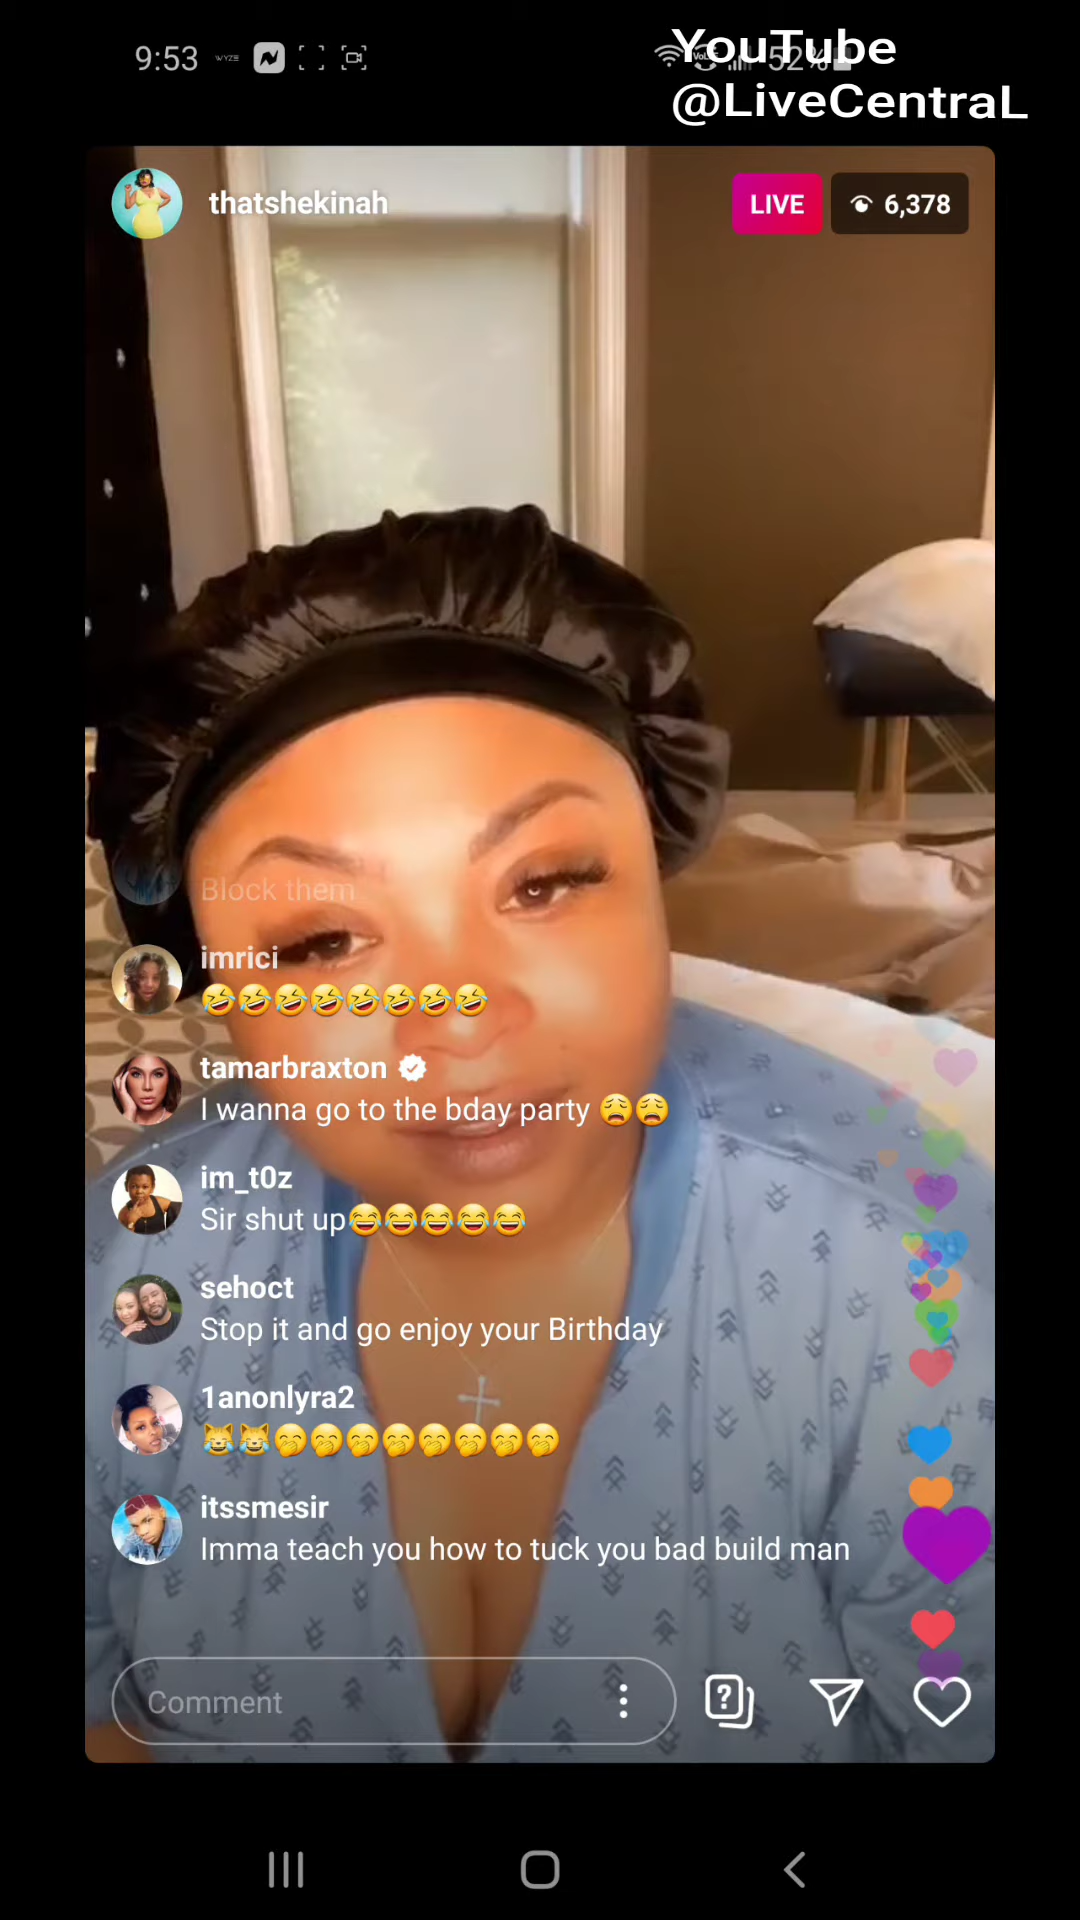 9:53 WYZE
52%
YouTube
@LiveCentraL
thatshekinah
LIVE
6,378
Block them
imrici
🤣🤣🤣🤣🤣🤣🤣🤣
tamarbraxton
I wanna go to the bday party 😩😩
im_t0z
Sir shut up😂😂😂😂😂
sehoct
Stop it and go enjoy your Birthday
1anonlyra2
😹😹🤭🤭🤭🤭🤭🤭🤭🤭
itssmesir
Imma teach you how to tuck you bad build man
Comment